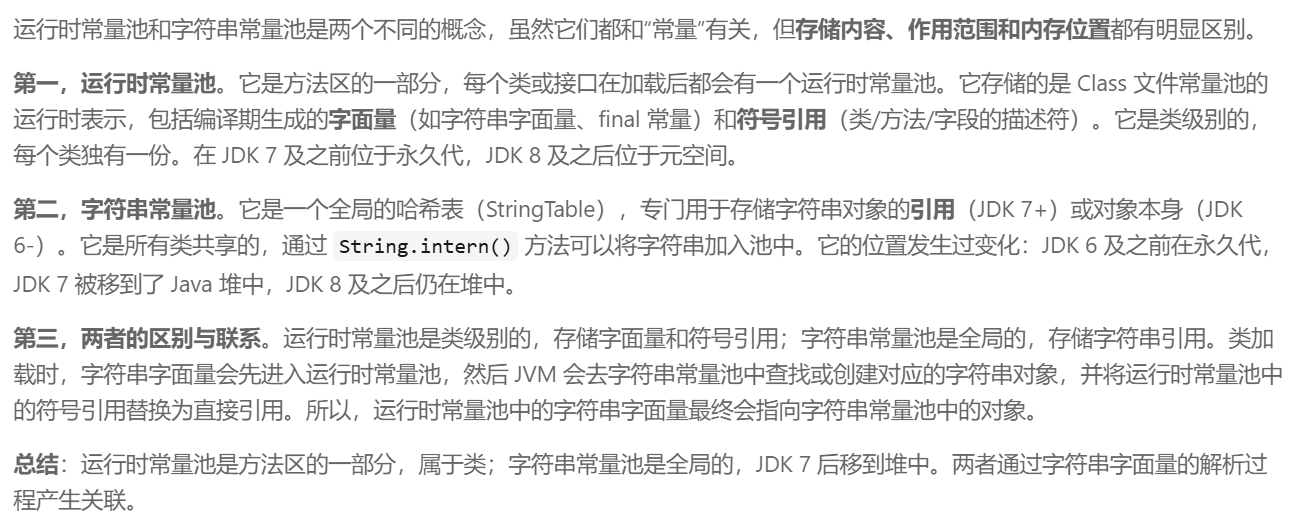 运行时常量池和字符串常量池是两个不同的概念，虽然它们都和“常量”有关，但存储内容、作用范围和内存位置都有明显区别。
第一，运行时常量池。它是方法区的一部分，每个类或接口在加载后都会有一个运行时常量池。它存储的是 Class 文件常量池的
运行时表示，包括编译期生成的字面量（如字符串字面量、final 常量）和符号引用（类/方法/字段的描述符）。它是类级别的，
每个类独有一份。在 JDK 7 及之前位于永久代，JDK 8 及之后位于元空间。
第二，字符串常量池。它是一个全局的哈希表（StringTable），专门用于存储字符串对象的引用（JDK 7+）或对象本身（JDK
6-）。它是所有类共享的，通过 String.intern() 方法可以将字符串加入池中。它的位置发生过变化：JDK 6 及之前在永久代，
JDK 7 被移到了 Java 堆中，JDK 8 及之后仍在堆中。
第三，两者的区别与联系。运行时常量池是类级别的，存储字面量和符号引用；字符串常量池是全局的，存储字符串引用。类加
载时，字符串字面量会先进入运行时常量池，然后 JVM 会去字符串常量池中查找或创建对应的字符串对象，并将运行时常量池中
的符号引用替换为直接引用。所以，运行时常量池中的字符串字面量最终会指向字符串常量池中的对象。
总结：运行时常量池是方法区的一部分，属于类；字符串常量池是全局的，JDK 7 后移到堆中。两者通过字符串字面量的解析过
程产生关联。